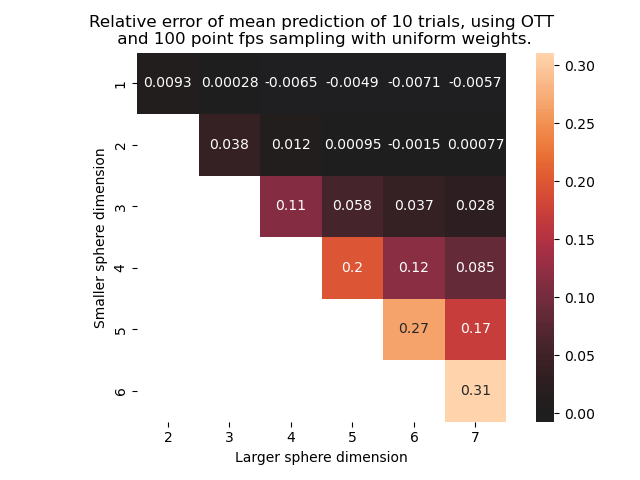 Relative error of mean prediction of 10 trials, using OTT
and 100 point fps sampling with uniform weights.
Smaller sphere dimension
1
2
3
4
5
6
0.0093 0.00028 -0.0065 -0.0049 -0.0071 -0.0057
0.038 0.012 0.00095 -0.0015 0.00077
0.11 0.058 0.037 0.028
0.2 0.12 0.085
0.27 0.17
0.31
2 3 4 5 6 7
Larger sphere dimension
0.30
0.25
0.20
0.15
0.10
0.05
0.00